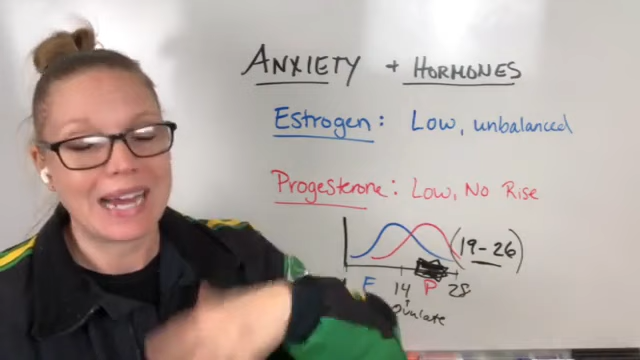 ANXIETY + HORMONES
Estrogen: Low, unbalanced
Progesterone: Low, No Rise
(19-26)
E 14 P 28
Ovulate